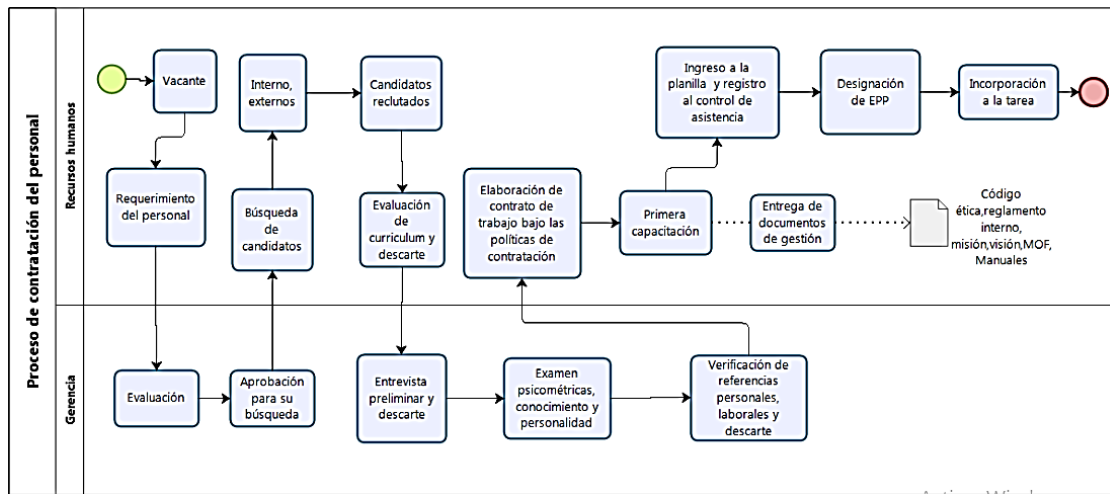 Proceso de contratación del personal
Recursos humanos
Vacante
Requerimiento
del personal
Interno,
externos
Búsqueda
de
candidatos
Candidatos
reclutados
Evaluación
de
curriculum y
descarte
Elaboración de
contrato de
trabajo bajo las
políticas de
contratación
Primera
capacitación
Ingreso a la
planilla y registro
al control de
asistencia
Designación
de EPP
Incorporación
a la tarea
Entrega de
documentos
de gestión
Código
ética,reglamento
interno,
misión,visión,MOF,
Manuales
Gerencia
Evaluación
Aprobación
para su
búsqueda
Entrevista
preliminar y
descarte
Examen
psicométricas,
conocimiento y
personalidad
Verificación de
referencias
personales,
laborales y
descarte